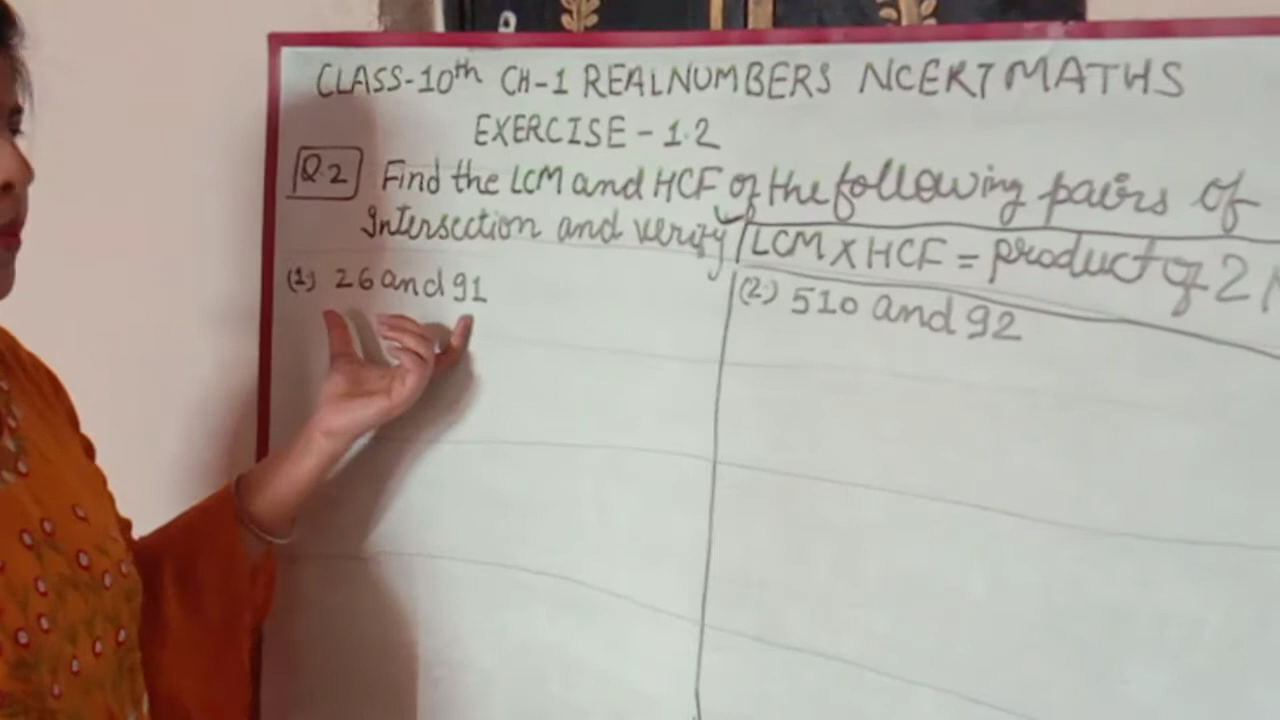 CLASS-10th CH-1 REALNUMBERS NCERT MATHS
EXERCISE-1.2
Q.2 Find the LCM and HCF of the following pairs of
Intersection and verify LCM X HCF = product of 2
(1) 26 and 91
(2) 510 and 92